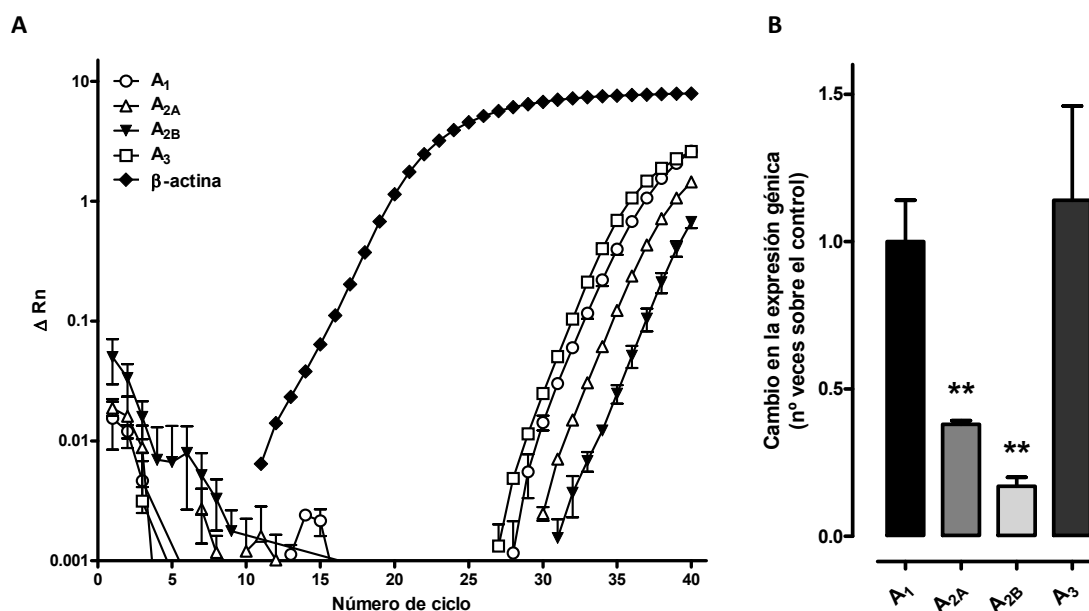 A
B
A1
A2A
A2B
A3
β-actina
10
1
0.1
0.01
0.001
Δ Rn
0
5
10
15
20
25
30
35
40
Número de ciclo
Cambio en la expresión génica
(nº veces sobre el control)
1.5
1.0
0.5
0.0
**
**
A1
A2A
A2B
A3